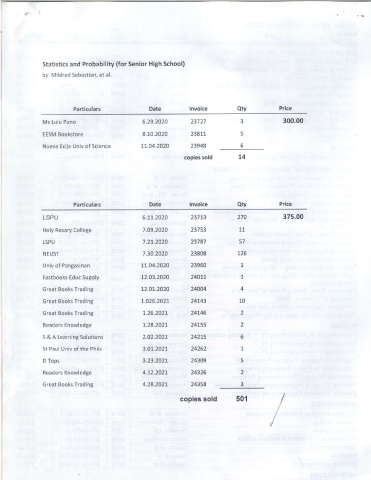 Statistics and Probability (for Senior High School)
by Mildred Sebastian, et al.
Particulars Date Invoice Qty Price
Ms Lulu Puno 6.29.2020 23727 3 300.00
EESM Bookstore 8.10.2020 23811 5
Nueva Ecija Univ of Science 11.04.2020 23948 6
copies sold 14
Particulars Date Invoice Qty Price
LSPU 6.11.2020 23713 270 375.00
Holy Rosary College 7.09.2020 23753 11
LSPU 7.21.2020 23787 57
NEUST 7.30.2020 23808 126
Univ of Pangasinan 11.04.2020 23960 1
Fastbooks Educ Supply 12.03.2020 24011 1
Great Books Trading 12.01.2020 24004 4
Great Books Trading 1.020.2021 24143 10
Great Books Trading 1.26.2021 24146 2
Readers Knowledge 1.28.2021 24155 2
S & A Learning Solutions 2.02.2021 24215 6
St Paul Univ of the Phils 3.01.2021 24262 1
D Tops 3.23.2021 24309 5
Readers Knowledge 4.12.2021 24326 2
Great Books Trading 4.28.2021 24358 3
copies sold 501